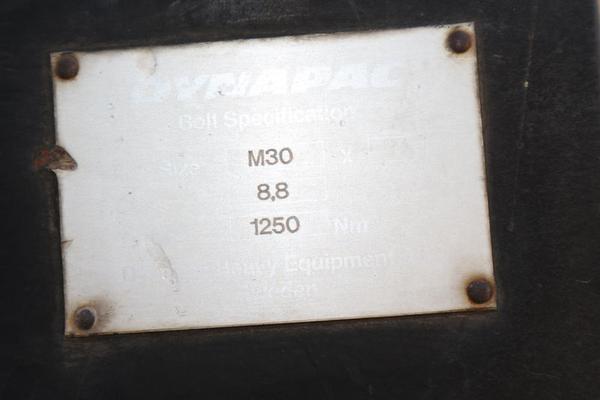 DYNAPAC
Bolt Specification
Size M30 x
8,8
1250 Nm
Heavy Equipment